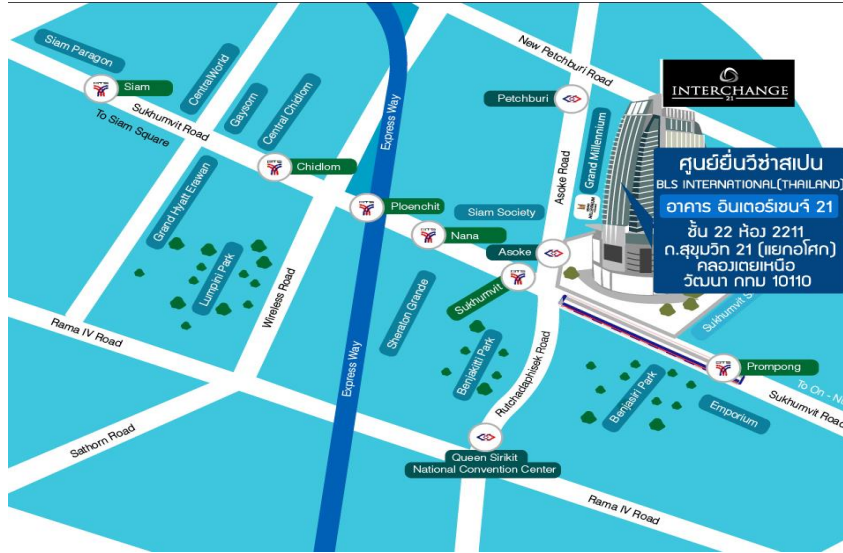 Siam Paragon
Siam
CentralWorld
Gaysorn
Central Chidlom
Sukhumvit Road
To Siam Square
Chidlom
Grand Hyatt Erawan
Lumpini Park
Wireless Road
Rama IV Road
Sathorn Road
Express Way
Ploenchit
Nana
Siam Society
Sheraton Grande
Express Way
New Petchburi Road
Petchburi
Asoke Road
Grand Millennium
INTERCHANGE
21
ศูนย์ยื่นวีซ่าสเปน
BLS INTERNATIONAL(THAILAND)
อาคาร อินเตอร์เชนจ์ 21
ชั้น 22 ห้อง 2211
ถ.สุขุมวิท 21 (แยกอโศก)
คลองเตยเหนือ
วัฒนา กทม 10110
Asoke
Sukhumvit
Benjakitti Park
Rutchadaphisek Road
Queen Sirikit
National Convention Center
Benjasiri Park
Emporium
Prompong
Sukhumvit Road
Rama IV Road